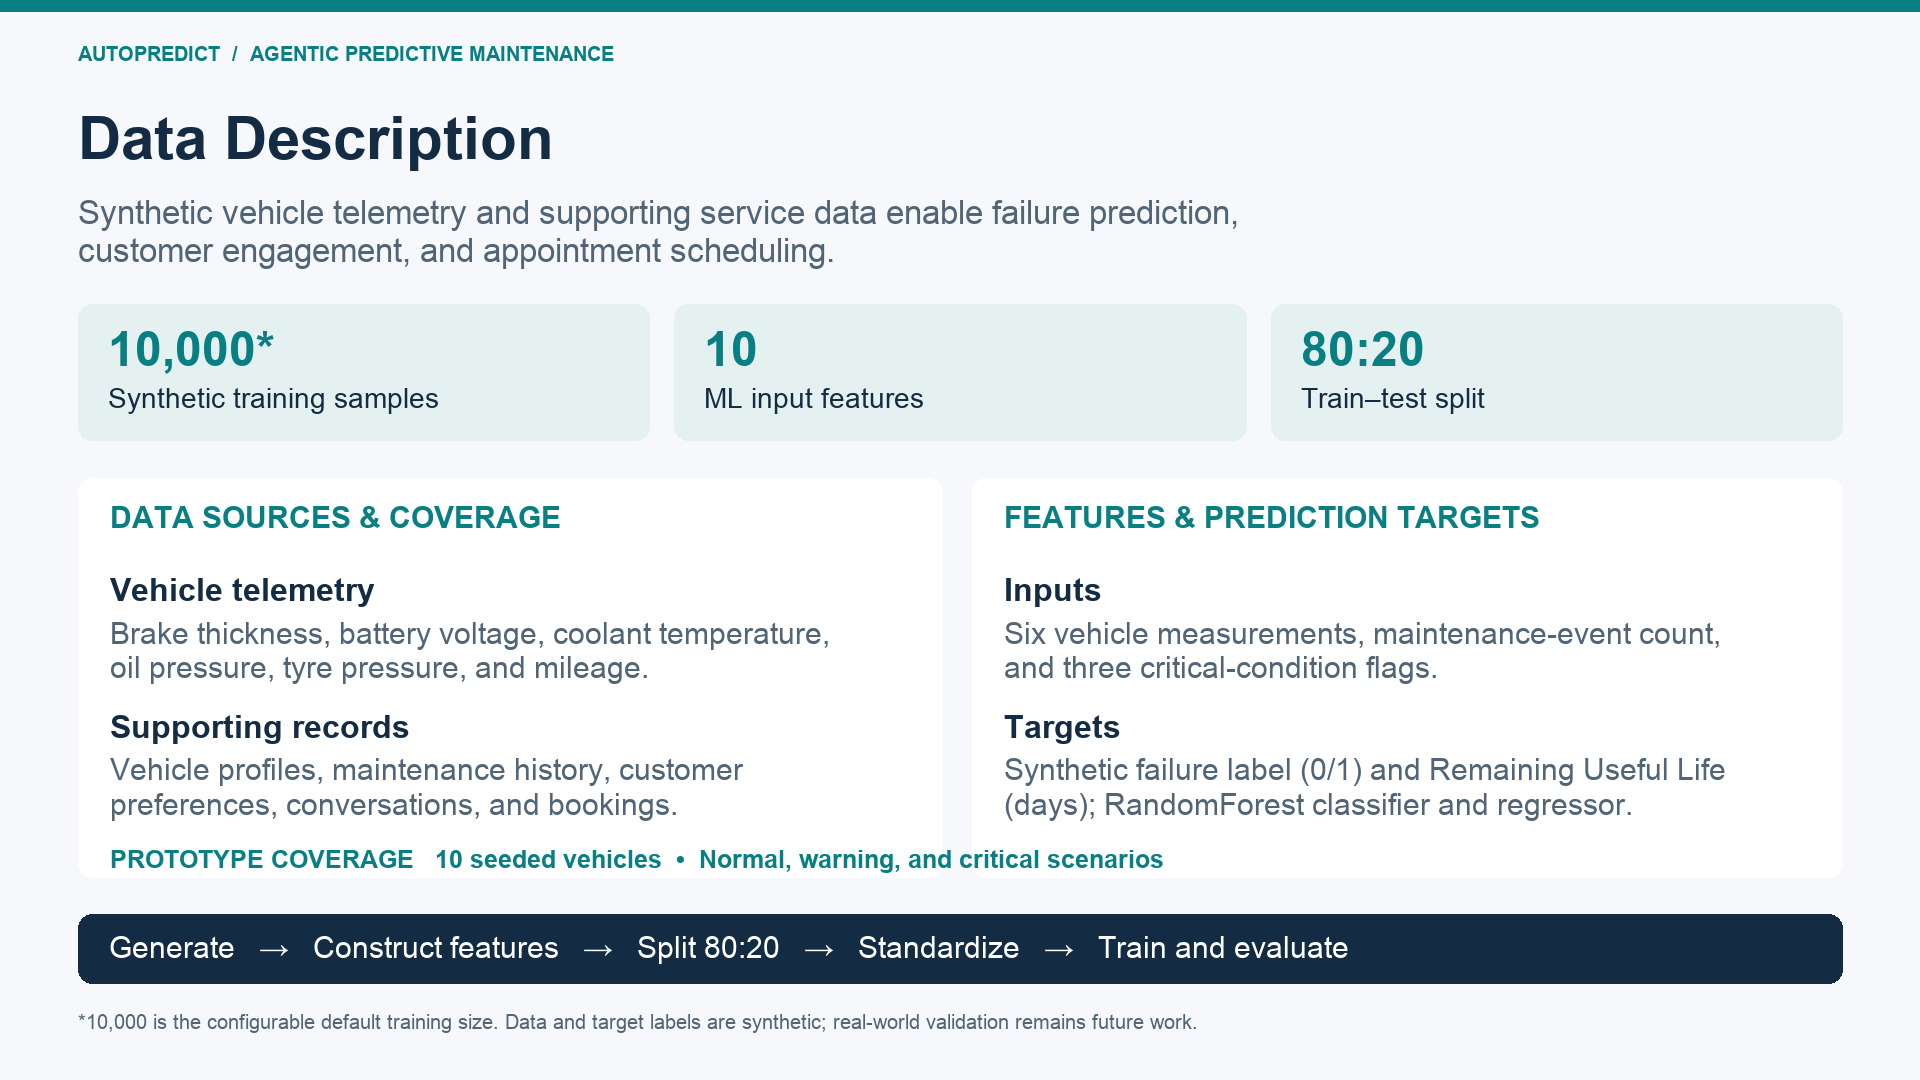 AUTOPREDICT / AGENTIC PREDICTIVE MAINTENANCE
Data Description
Synthetic vehicle telemetry and supporting service data enable failure prediction,
customer engagement, and appointment scheduling.
10,000*
Synthetic training samples
10
ML input features
80:20
Train–test split
DATA SOURCES & COVERAGE
Vehicle telemetry
Brake thickness, battery voltage, coolant temperature,
oil pressure, tyre pressure, and mileage.
Supporting records
Vehicle profiles, maintenance history, customer
preferences, conversations, and bookings.
PROTOTYPE COVERAGE 10 seeded vehicles • Normal, warning, and critical scenarios
FEATURES & PREDICTION TARGETS
Inputs
Six vehicle measurements, maintenance-event count,
and three critical-condition flags.
Targets
Synthetic failure label (0/1) and Remaining Useful Life
(days); RandomForest classifier and regressor.
Generate → Construct features → Split 80:20 → Standardize → Train and evaluate
*10,000 is the configurable default training size. Data and target labels are synthetic; real-world validation remains future work.